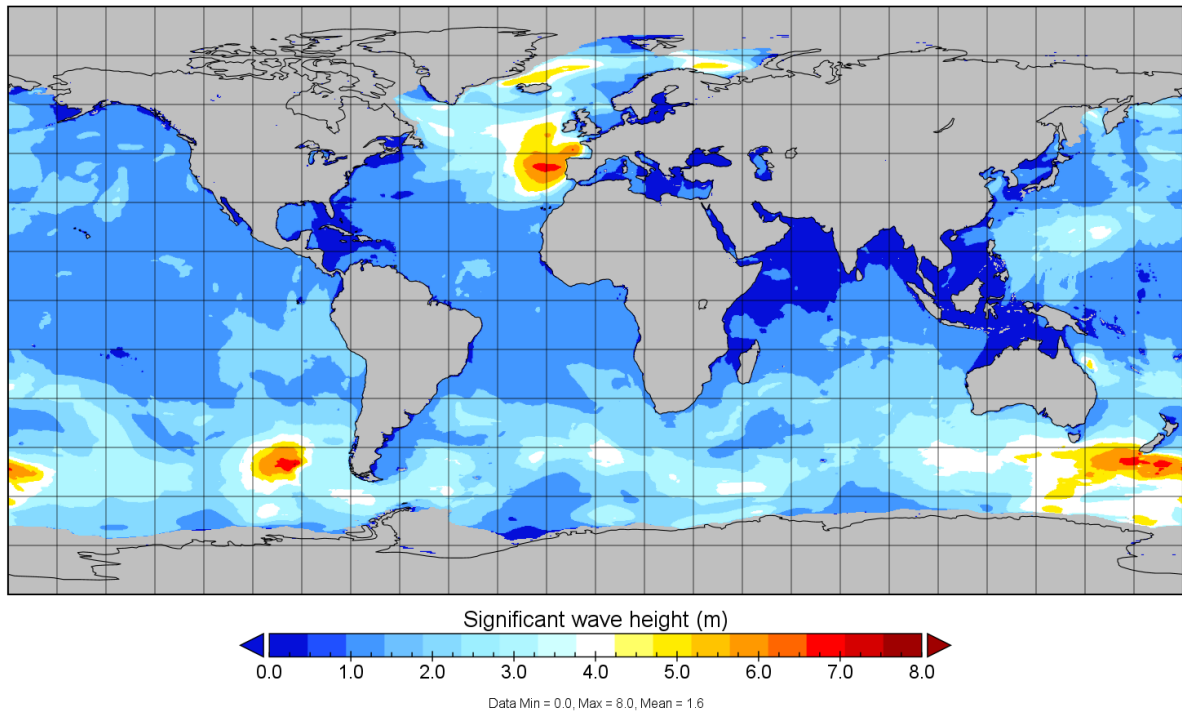 Significant wave height (m)
0.0 1.0 2.0 3.0 4.0 5.0 6.0 7.0 8.0
Data Min = 0.0, Max = 8.0, Mean = 1.6